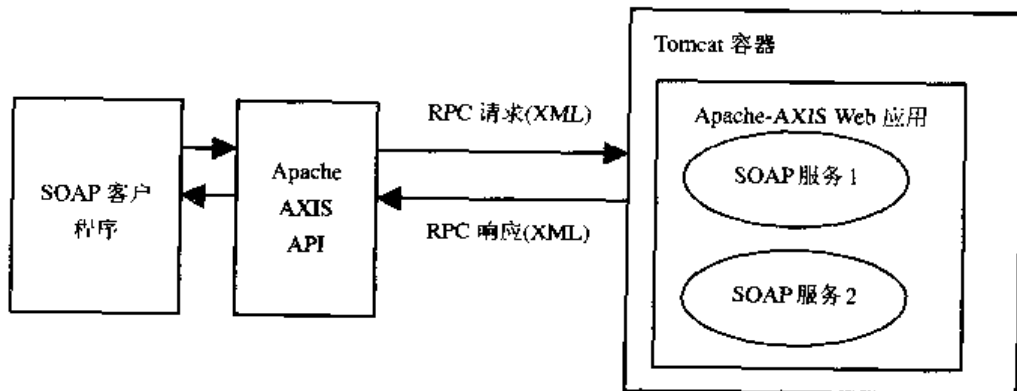 SOAP 客户
程序
Apache
AXIS
API
RPC 请求(XML)
RPC 响应(XML)
Tomcat 容器
Apache-AXIS Web 应用
SOAP 服务 1
SOAP 服务 2